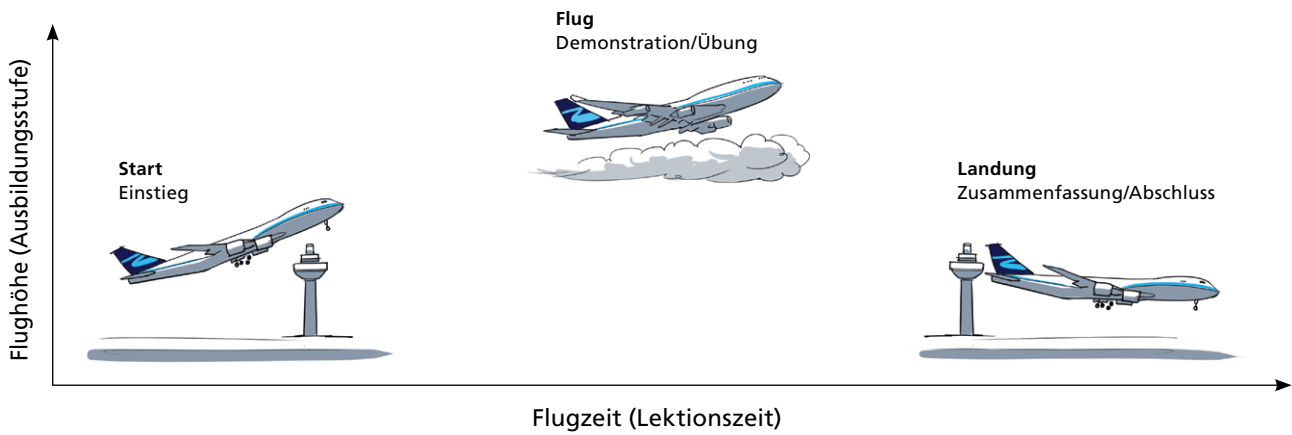 Flug
Demonstration/Übung
Start
Einstieg
Landung
Zusammenfassung/Abschluss
Flughöhe (Ausbildungsstufe)
Flugzeit (Lektionszeit)